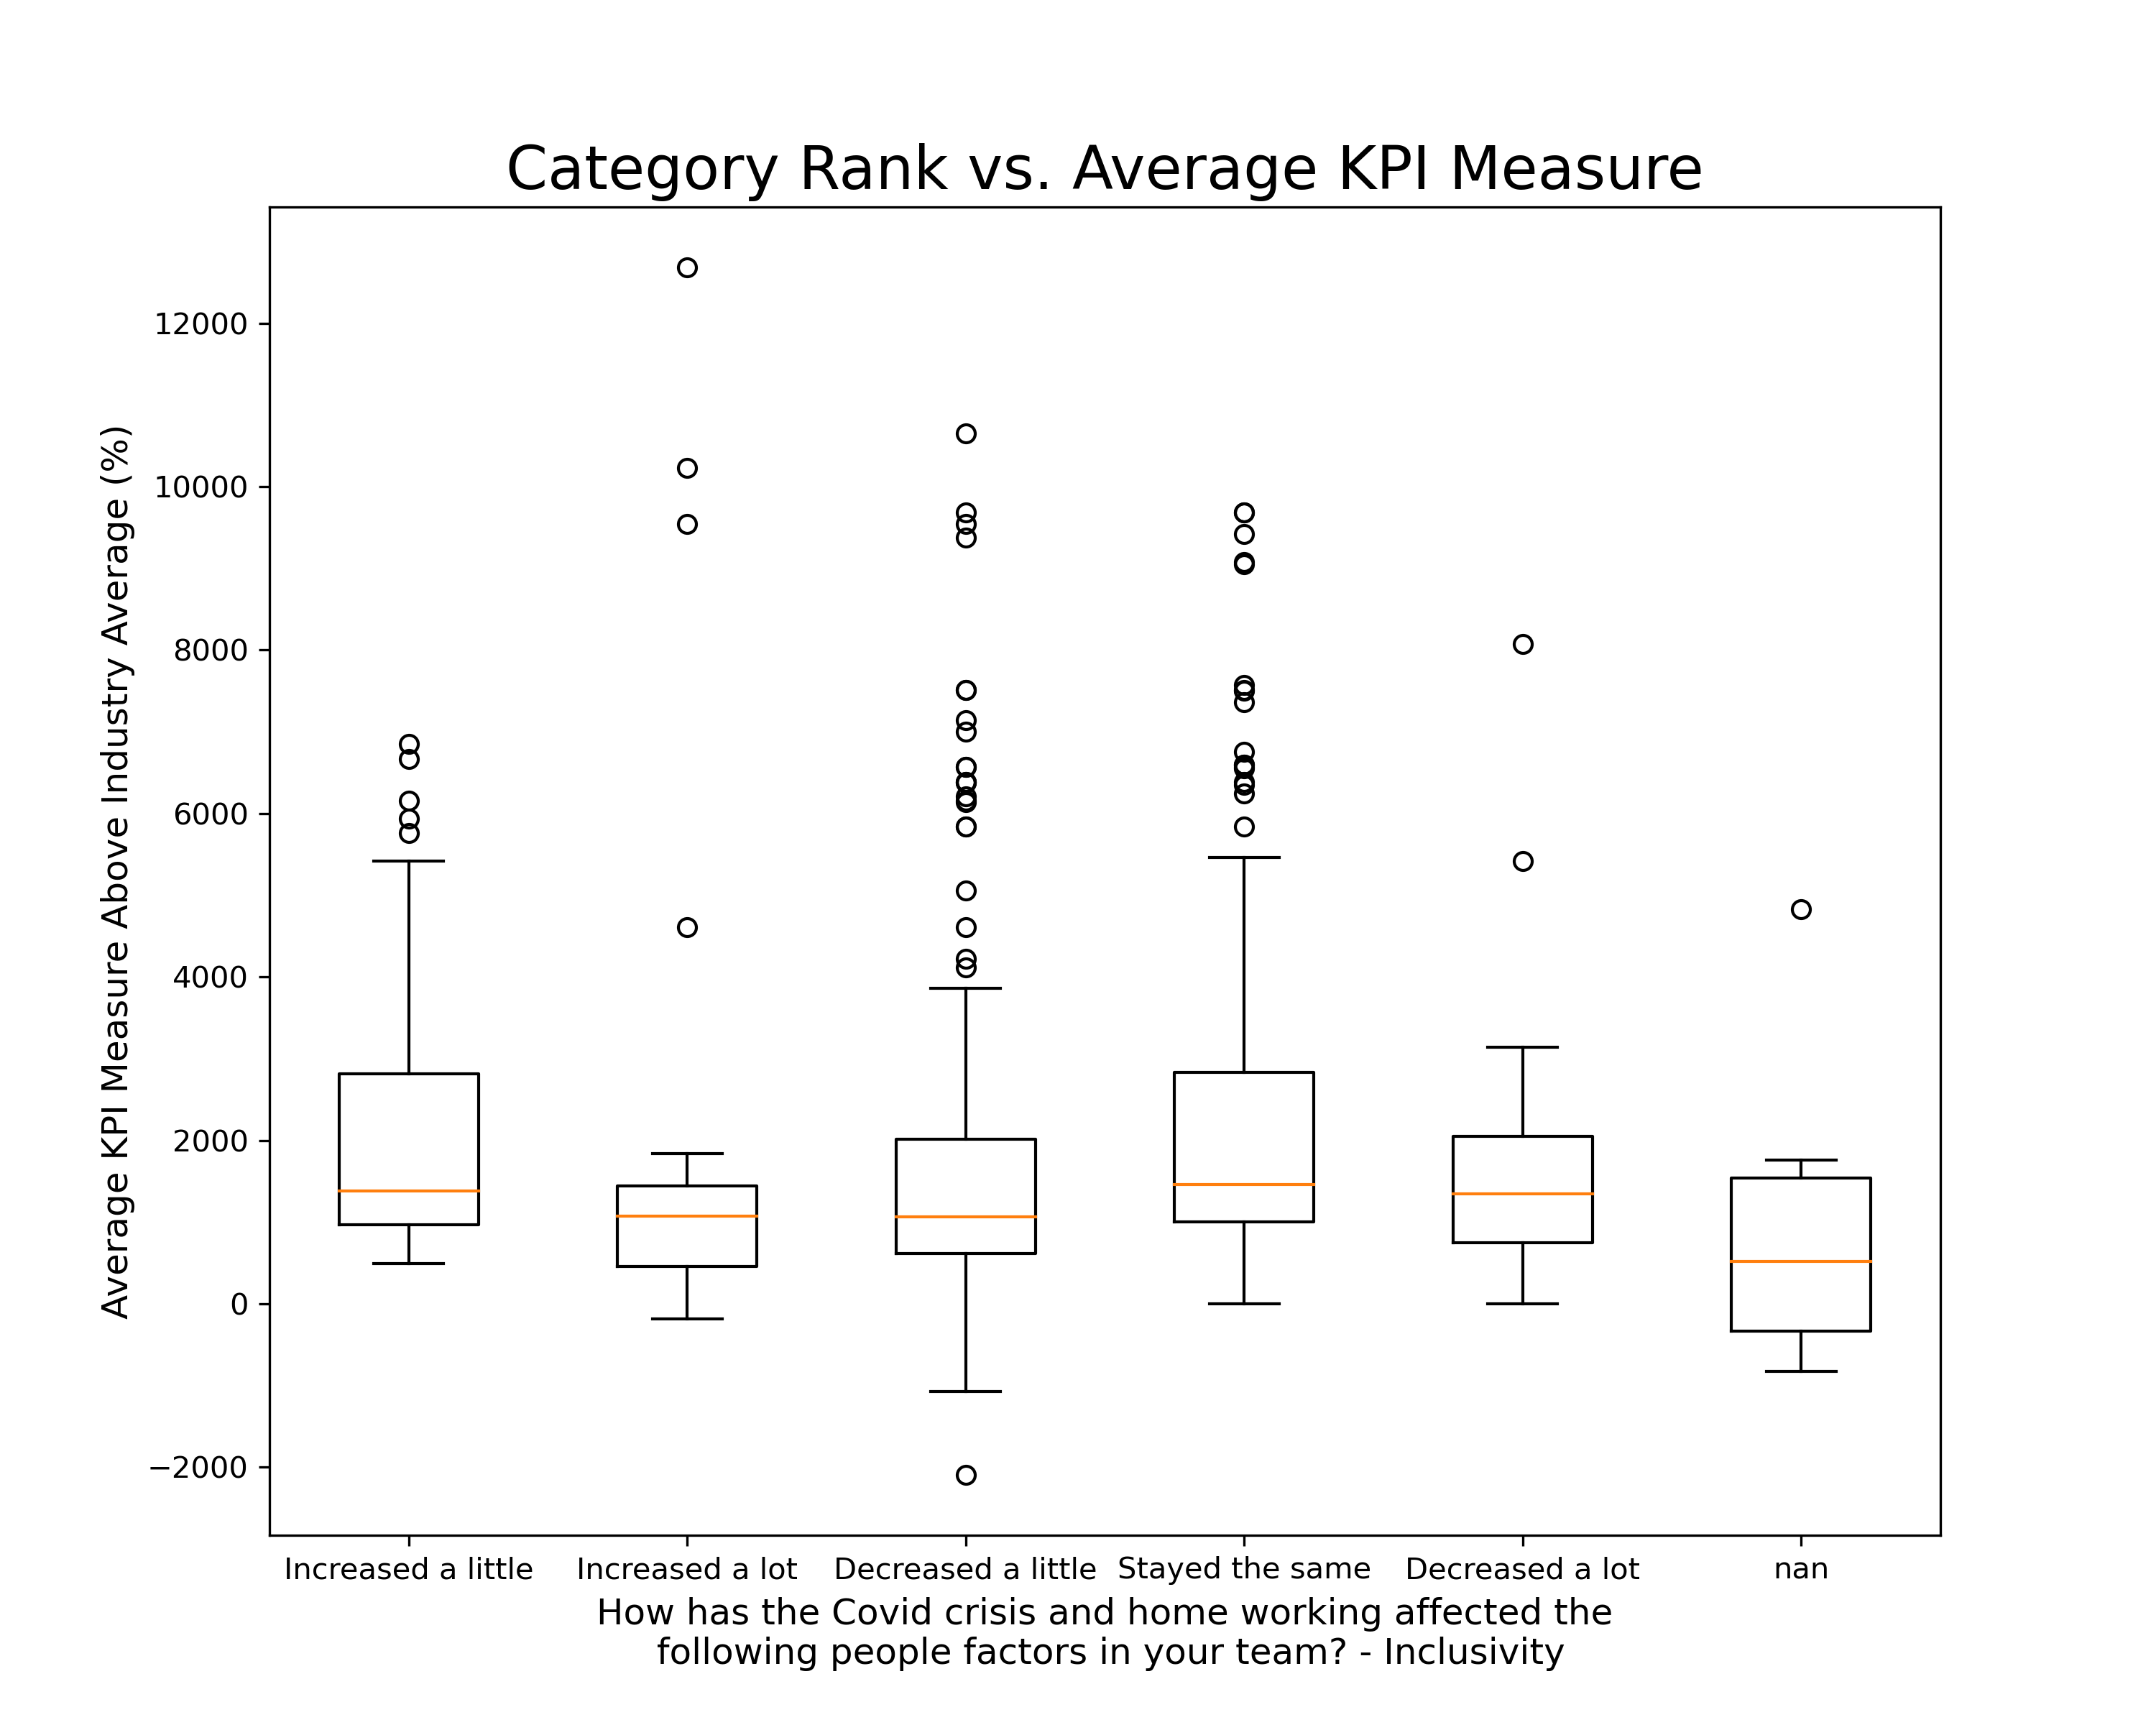 Category Rank vs. Average KPI Measure
Average KPI Measure Above Industry Average (%)
12000
10000
8000
6000
4000
2000
0
−2000
Increased a little
Increased a lot
Decreased a little
Stayed the same
Decreased a lot
nan
How has the Covid crisis and home working affected the
following people factors in your team? - Inclusivity